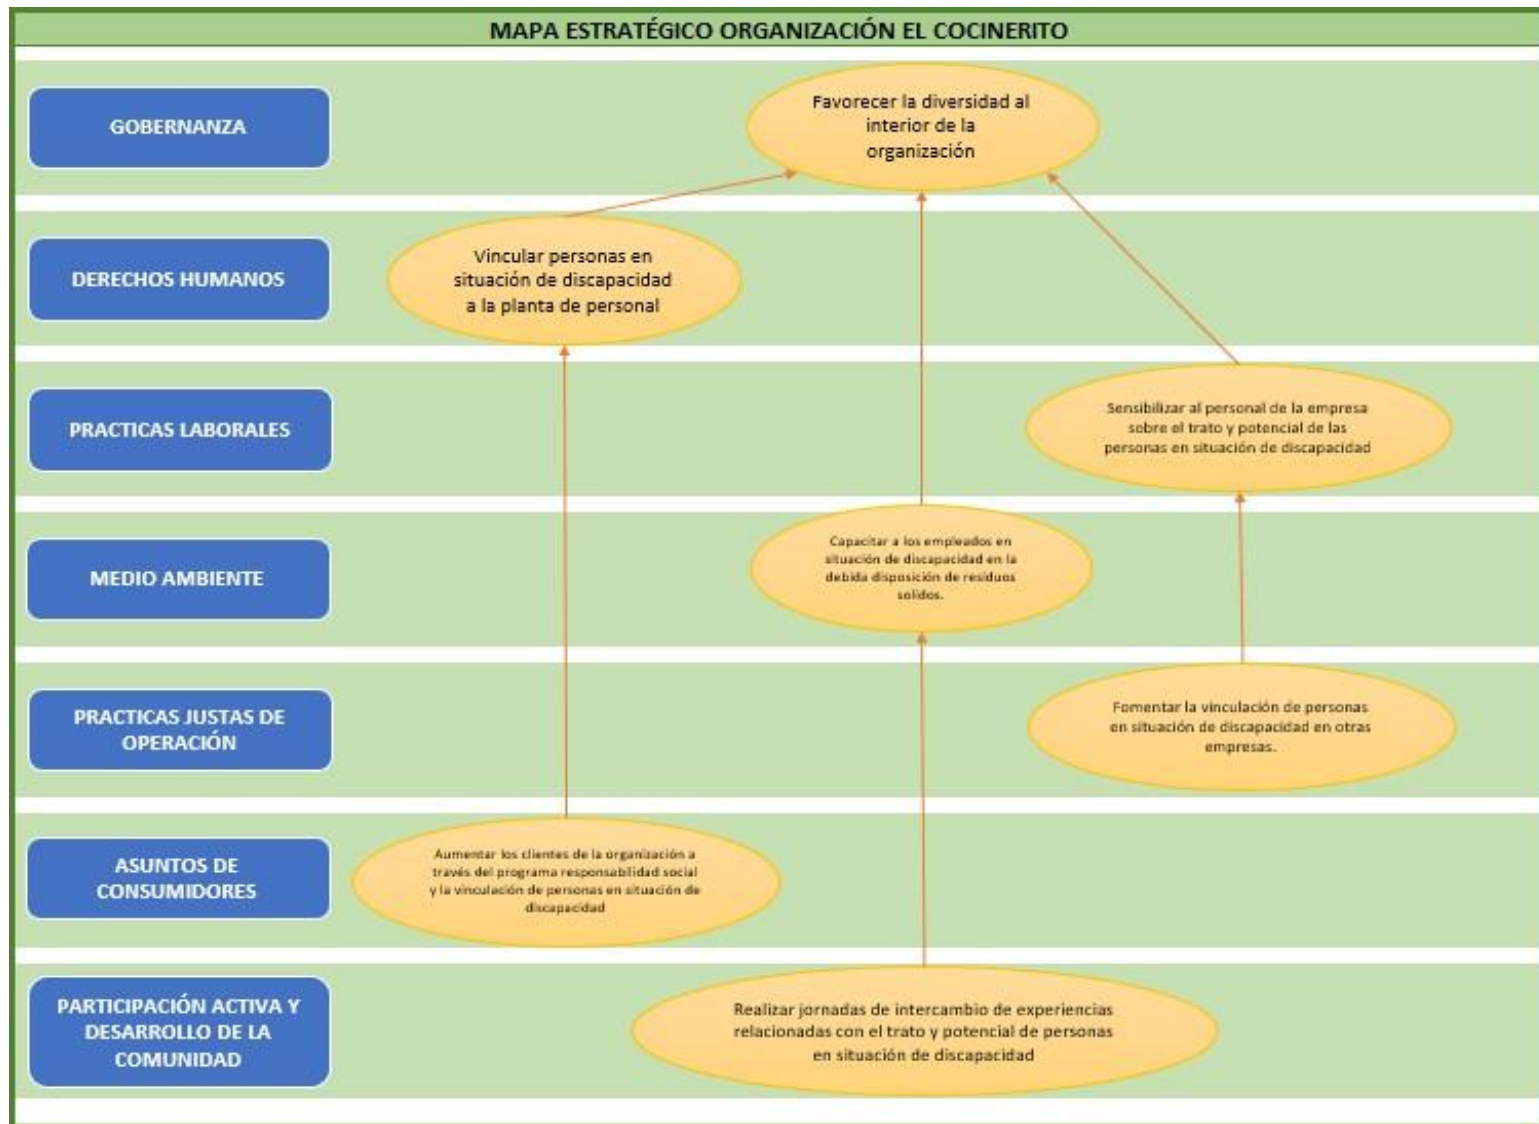 MAPA ESTRATÉGICO ORGANIZACIÓN EL COCINERITO
GOBERNANZA
Favorecer la diversidad al
interior de la
organización
DERECHOS HUMANOS
Vincular personas en
situación de discapacidad
a la planta de personal
PRACTICAS LABORALES
Sensibilizar al personal de la empresa
sobre el trato y potencial de las
personas en situación de discapacidad
MEDIO AMBIENTE
Capacitar a los empleados en
situación de discapacidad en la
debida disposición de residuos
solidos.
PRACTICAS JUSTAS DE
OPERACIÓN
Fomentar la vinculación de personas
en situación de discapacidad en otras
empresas.
ASUNTOS DE
CONSUMIDORES
Aumentar los clientes de la organización a
través del programa responsabilidad social
y la vinculación de personas en situación de
discapacidad
PARTICIPACIÓN ACTIVA Y
DESARROLLO DE LA
COMUNIDAD
Realizar jornadas de intercambio de experiencias
relacionadas con el trato y potencial de personas
en situación de discapacidad